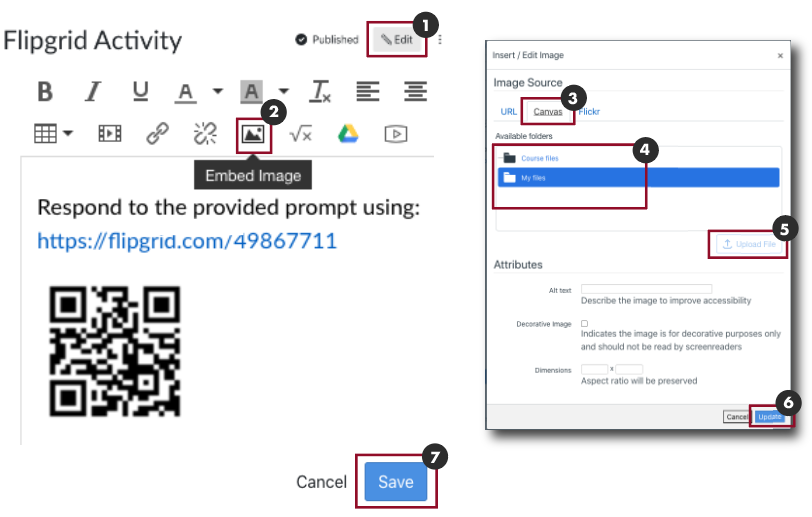 Flipgrid Activity
Published
Edit
1
B I U A A Tx
2
√x
Embed Image
Respond to the provided prompt using:
https://flipgrid.com/49867711
Cancel
Save
7
Insert / Edit Image
×
Image Source
URL
Canvas
Flickr
3
Available folders
Course files
My files
4
Upload File
5
Attributes
Alt text
Describe the image to improve accessibility
Decorative Image
Indicates the image is for decorative purposes only
and should not be read by screenreaders
Dimensions
x
Aspect ratio will be preserved
Cancel
Update
6